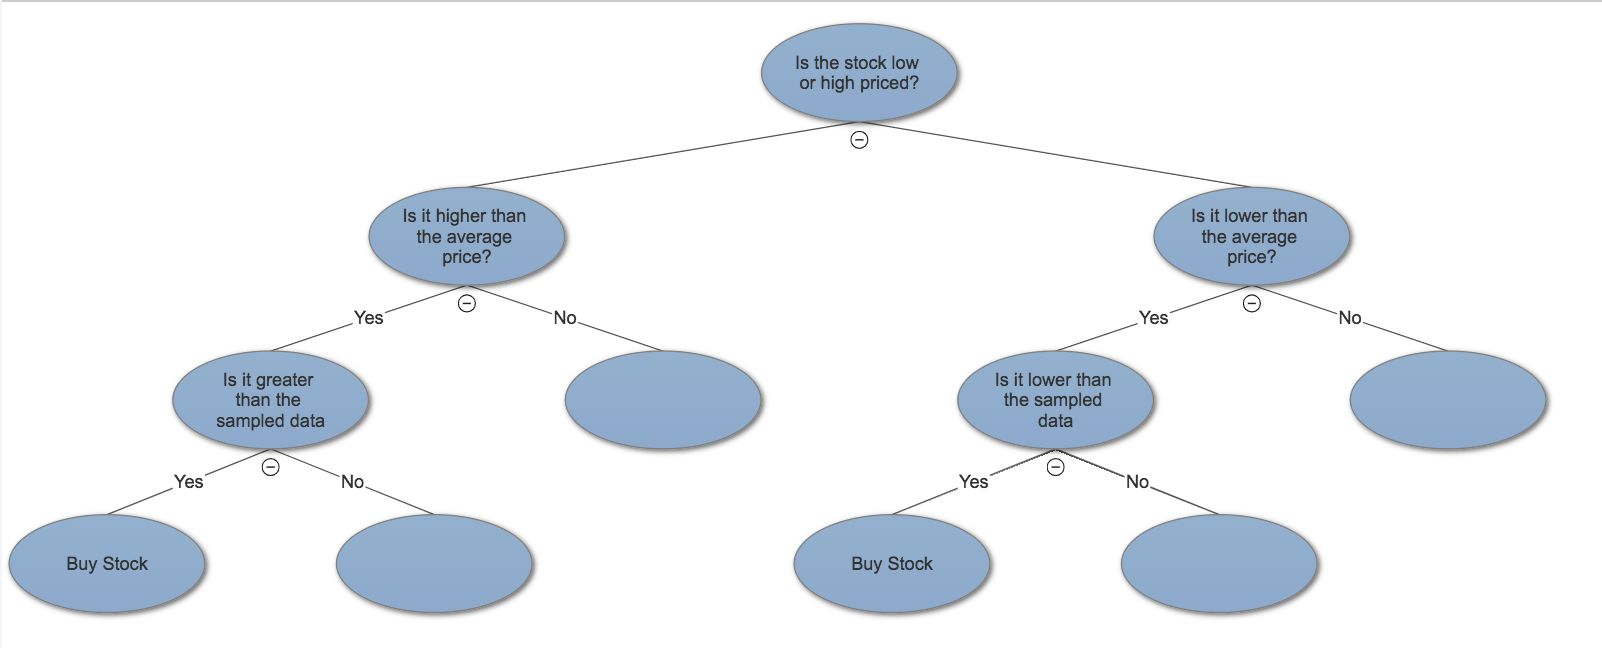 Is the stock low
or high priced?
Is it higher than
the average
price?
Is it lower than
the average
price?
Yes
No
Yes
No
Is it greater
than the
sampled data
Is it lower than
the sampled
data
Yes
No
Yes
No
Buy Stock
Buy Stock